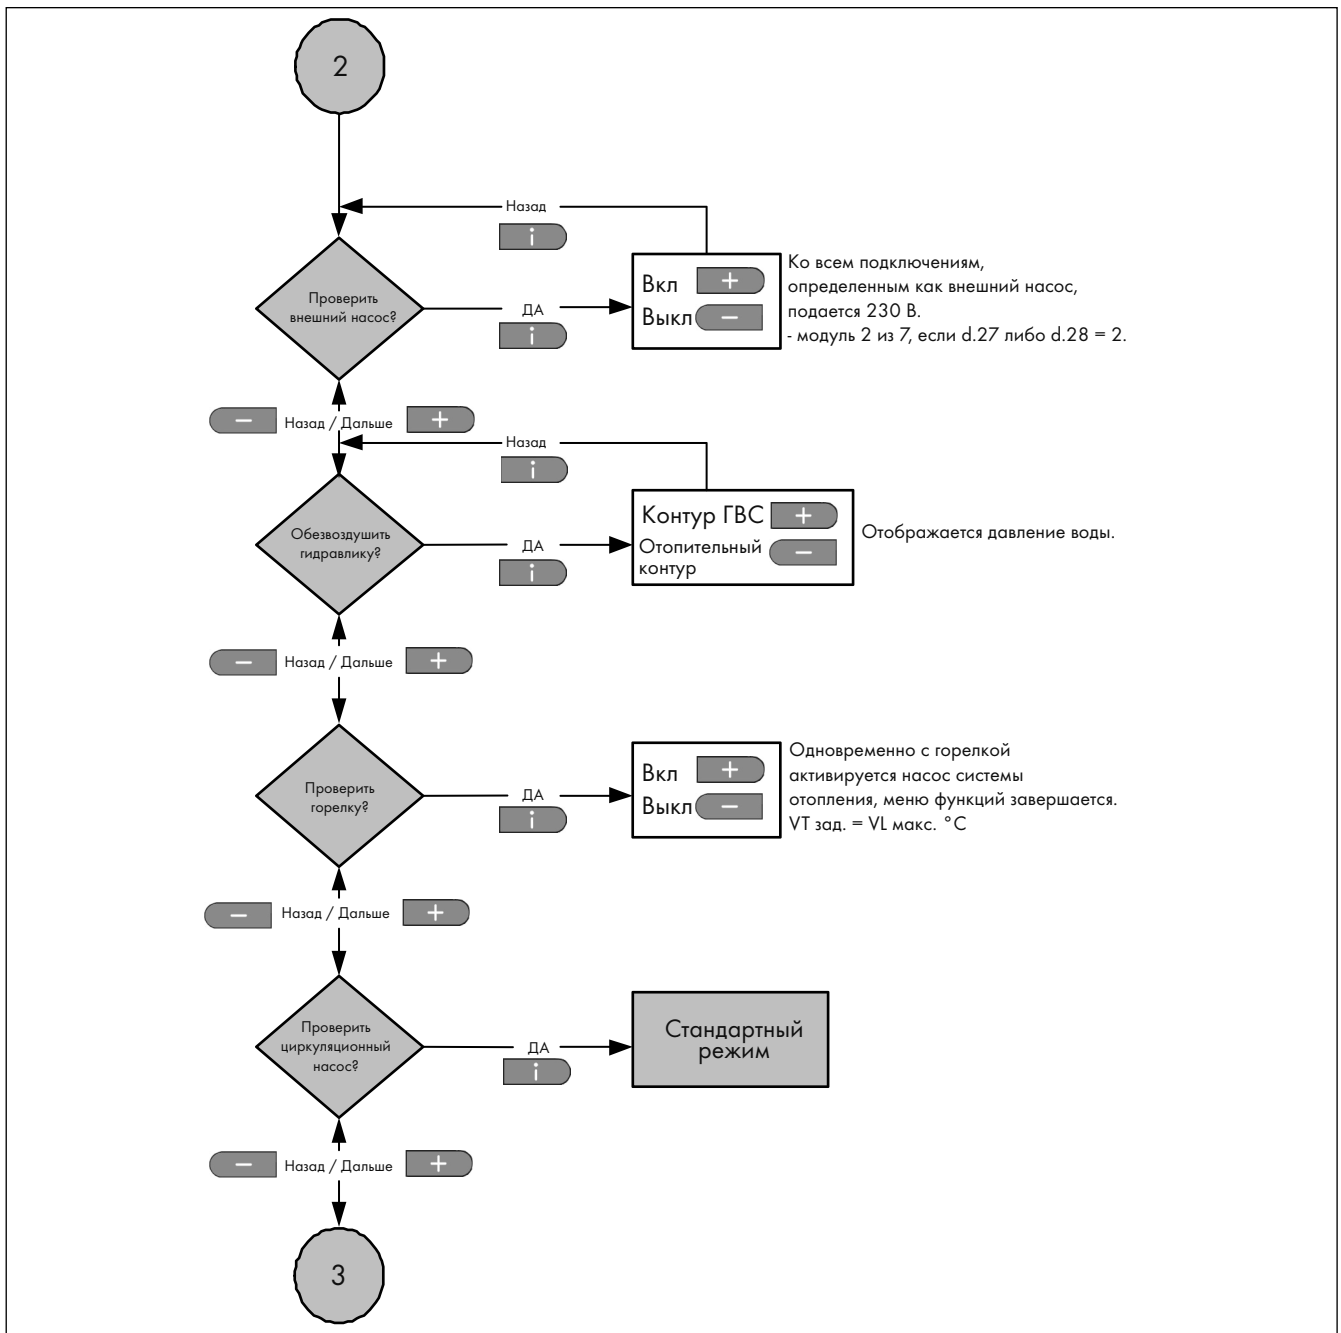 2
Назад
i
Проверить
внешний насос?
ДА
i
Вкл +
Выкл −
Ко всем подключениям,
определенным как внешний насос,
подается 230 В.
- модуль 2 из 7, если d.27 либо d.28 = 2.
− Назад / Дальше +
Назад
i
Обезвоздушить
гидравлику?
ДА
i
Контур ГВС +
Отопительный −
контур
Отображается давление воды.
− Назад / Дальше +
Проверить
горелку?
ДА
i
Вкл +
Выкл −
Одновременно с горелкой
активируется насос системы
отопления, меню функций завершается.
VT зад. = VL макс. °C
− Назад / Дальше +
Проверить
циркуляционный
насос?
ДА
i
Стандартный
режим
− Назад / Дальше +
3